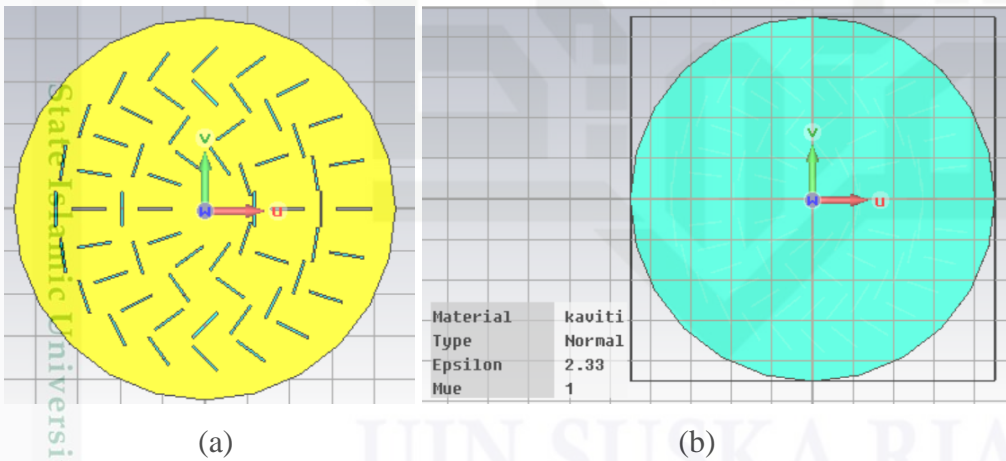 State Islamic Universi
v
w
u
v
w
u
Material kaviti
Type Normal
Epsilon 2.33
Mue 1
(a) (b)
UIN SUSKA RIA